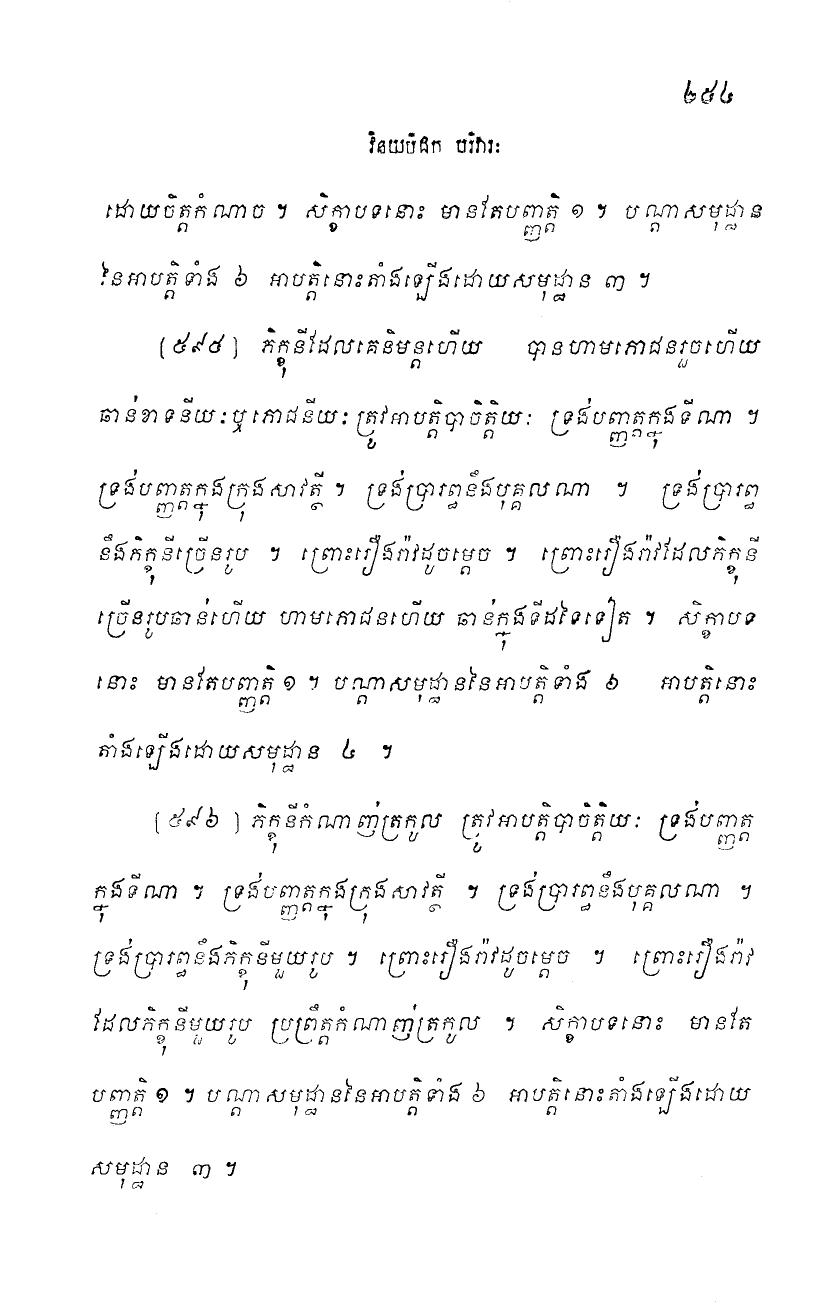 ២៥៤
វិនយបិដក បរិវារៈ
ដោយចិត្តកំណាច ។ សិក្ខាបទនោះ មានតែបញ្ញត្តិ ១ ។ បណ្តាសមុដ្ឋាន
នៃអាបត្តិទាំង ៦ អាបត្តិនោះតាំងឡើងដោយសមុដ្ឋាន ៣ ។
(៥៩៥) ភិក្ខុនីដែលគេនិមន្តហើយ បានហាមភោជនរួចហើយ
ឆាន់ខាទនីយៈឬភោជនីយៈ ត្រូវអាបត្តិបាចិត្តិយៈ ទ្រង់បញ្ញត្តក្នុងទីណា ។
ទ្រង់បញ្ញត្តក្នុងក្រុងសាវត្ថី ។ ទ្រង់ប្រារព្ធនឹងបុគ្គលណា ។ ទ្រង់ប្រារព្ធ
នឹងភិក្ខុនីច្រើនរូប ។ ព្រោះរឿងរ៉ាវដូចម្តេច ។ ព្រោះរឿងរ៉ាវដែលភិក្ខុនី
ច្រើនរូបឆាន់ហើយ ហាមភោជនហើយ ឆាន់ក្នុងទីដទៃទៀត ។ សិក្ខាបទ
នោះ មានតែបញ្ញត្តិ ១ ។ បណ្តាសមុដ្ឋាននៃអាបត្តិទាំង ៦ អាបត្តិនោះ
តាំងឡើងដោយសមុដ្ឋាន ៤ ។
(៥៩៦) ភិក្ខុនីកំណាញ់ត្រកូល ត្រូវអាបត្តិបាចិត្តិយៈ ទ្រង់បញ្ញត្ត
ក្នុងទីណា ។ ទ្រង់បញ្ញត្តក្នុងក្រុងសាវត្ថី ។ ទ្រង់ប្រារព្ធនឹងបុគ្គលណា ។
ទ្រង់ប្រារព្ធនឹងភិក្ខុនីមួយរូប ។ ព្រោះរឿងរ៉ាវដូចម្តេច ។ ព្រោះរឿងរ៉ាវ
ដែលភិក្ខុនីមួយរូប ប្រព្រឹត្តកំណាញ់ត្រកូល ។ សិក្ខាបទនោះ មានតែ
បញ្ញត្តិ ១ ។ បណ្តាសមុដ្ឋាននៃអាបត្តិទាំង ៦ អាបត្តិនោះតាំងឡើងដោយ
សមុដ្ឋាន ៣ ។